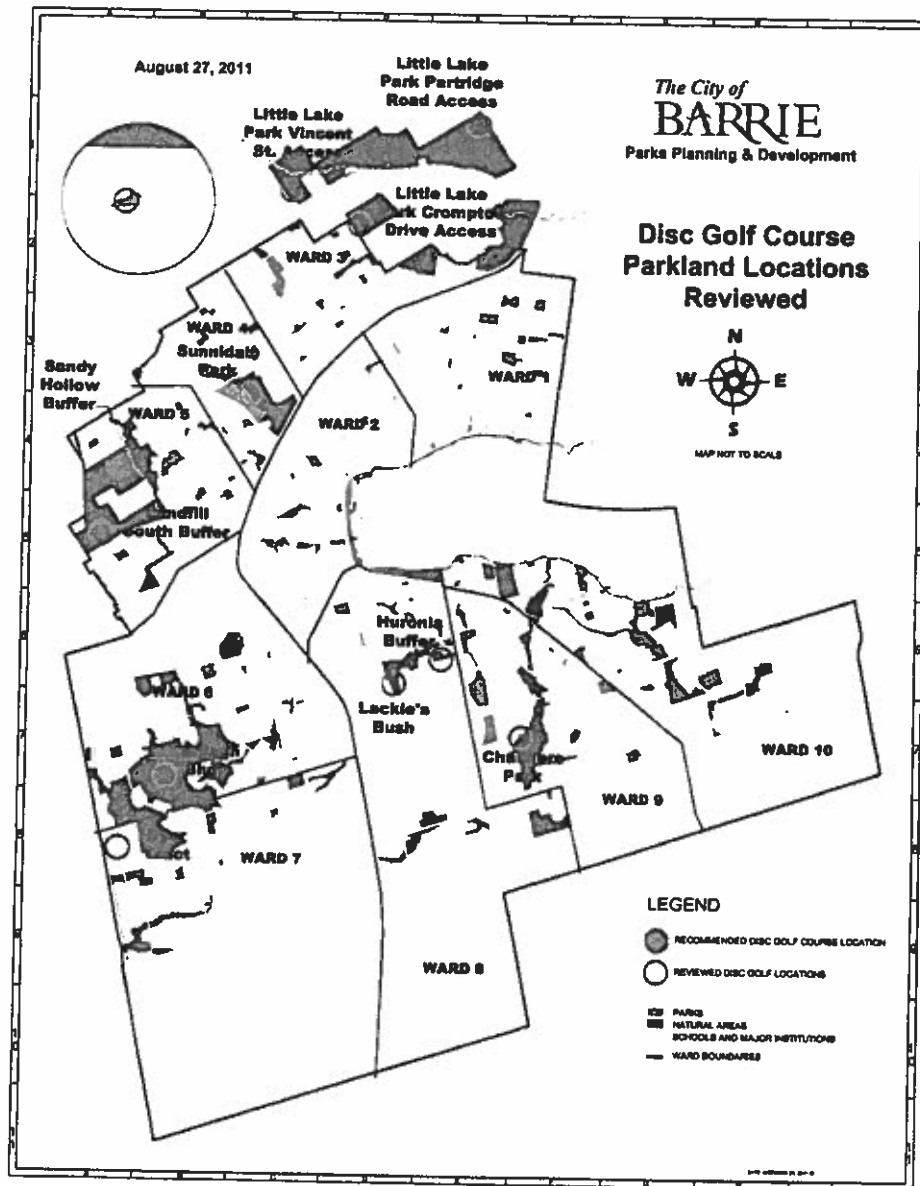 August 27, 2011
Little Lake
Park Partridge
Road Access
Little Lake
Park Vincent
St.
The City of
BARRIE
Parks Planning & Development
Little Lake
Drive Access
Disc Golf Course
Parkland Locations
Reviewed
N
W
E
S
MAP NOT TO SCALE
WARD 3
WARD 4
Sunnidale
Park
WARD 1
Sandy
Hollow
Buffer
WARD 5
WARD 2
South Buffer
Huronia
Buffer
WARD 6
Lackie's
Bush
Park
WARD 10
WARD 9
WARD 7
WARD 8
LEGEND
RECOMMENDED DISC GOLF COURSE LOCATION
REVIEWED DISC GOLF LOCATIONS
PARKS
NATURAL AREAS
SCHOOLS AND MAJOR INSTITUTIONS
WARD BOUNDARIES